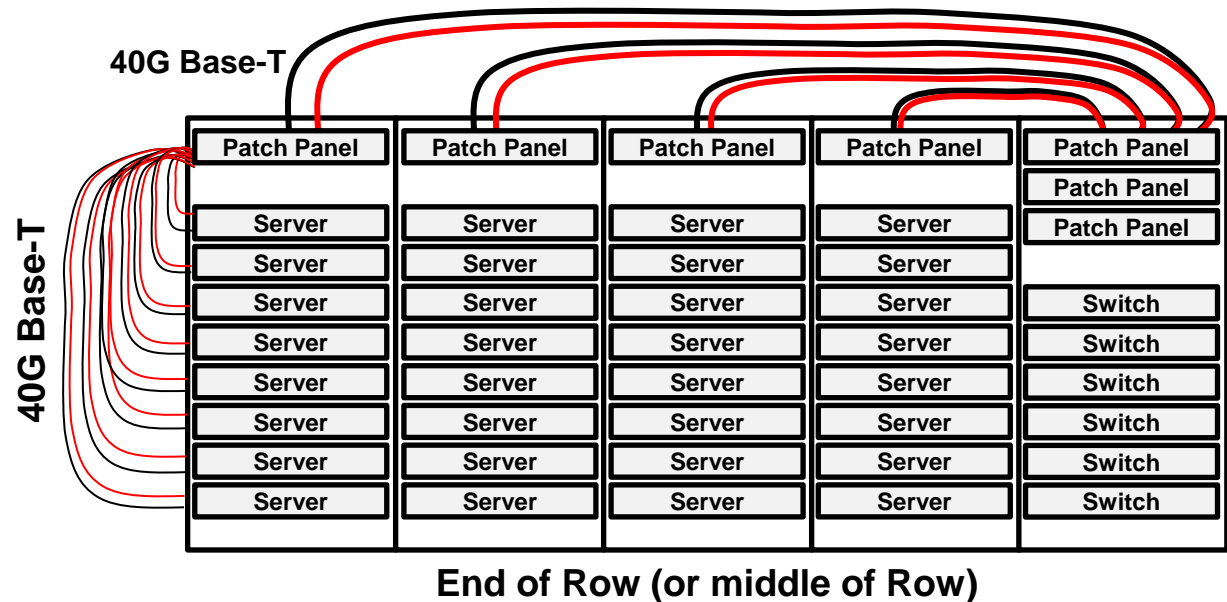 40G Base-T
Patch Panel Patch Panel Patch Panel Patch Panel Patch Panel
Patch Panel
Server Server Server Server Patch Panel
Server Server Server Server
Server Server Server Server Switch
Server Server Server Server Switch
Server Server Server Server Switch
Server Server Server Server Switch
Server Server Server Server Switch
Server Server Server Server Switch
40G Base-T
End of Row (or middle of Row)